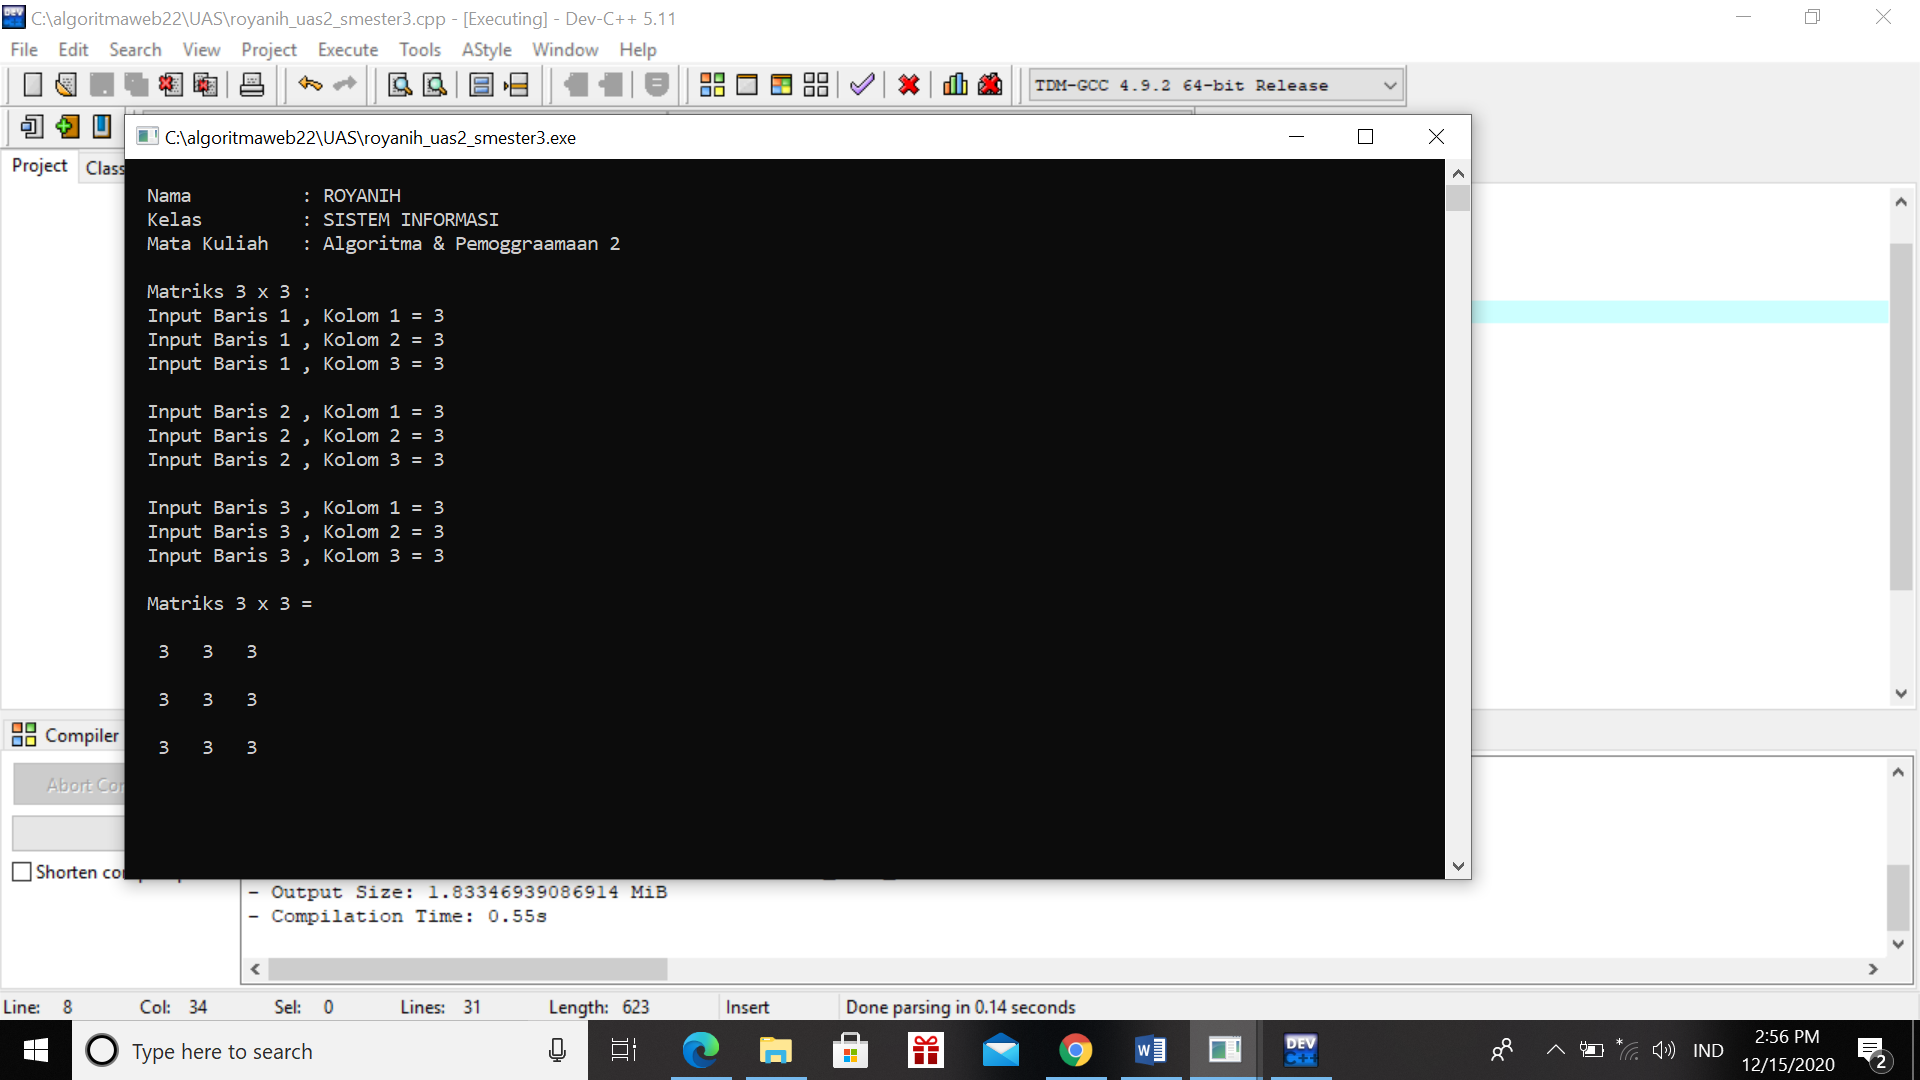 C:\algoritmaweb22\UAS\royanih_uas2_smester3.cpp - [Executing] - Dev-C++ 5.11
File Edit Search View Project Execute Tools AStyle Window Help
TDM-GCC 4.9.2 64-bit Release
C:\algoritmaweb22\UAS\royanih_uas2_smester3.exe
Project Class
Nama : ROYANIH
Kelas : SISTEM INFORMASI
Mata Kuliah : Algoritma & Pemoggraamaan 2
Matriks 3 x 3 :
Input Baris 1 , Kolom 1 = 3
Input Baris 1 , Kolom 2 = 3
Input Baris 1 , Kolom 3 = 3
Input Baris 2 , Kolom 1 = 3
Input Baris 2 , Kolom 2 = 3
Input Baris 2 , Kolom 3 = 3
Input Baris 3 , Kolom 1 = 3
Input Baris 3 , Kolom 2 = 3
Input Baris 3 , Kolom 3 = 3
Matriks 3 x 3 =
3 3 3
3 3 3
3 3 3
Compiler
Abort Co
Shorten co
- Output Size: 1.83346939086914 MiB
- Compilation Time: 0.55s
Line: 8 Col: 34 Sel: 0 Lines: 31 Length: 623 Insert Done parsing in 0.14 seconds
Type here to search
DEV C++
IND
2:56 PM
12/15/2020
2